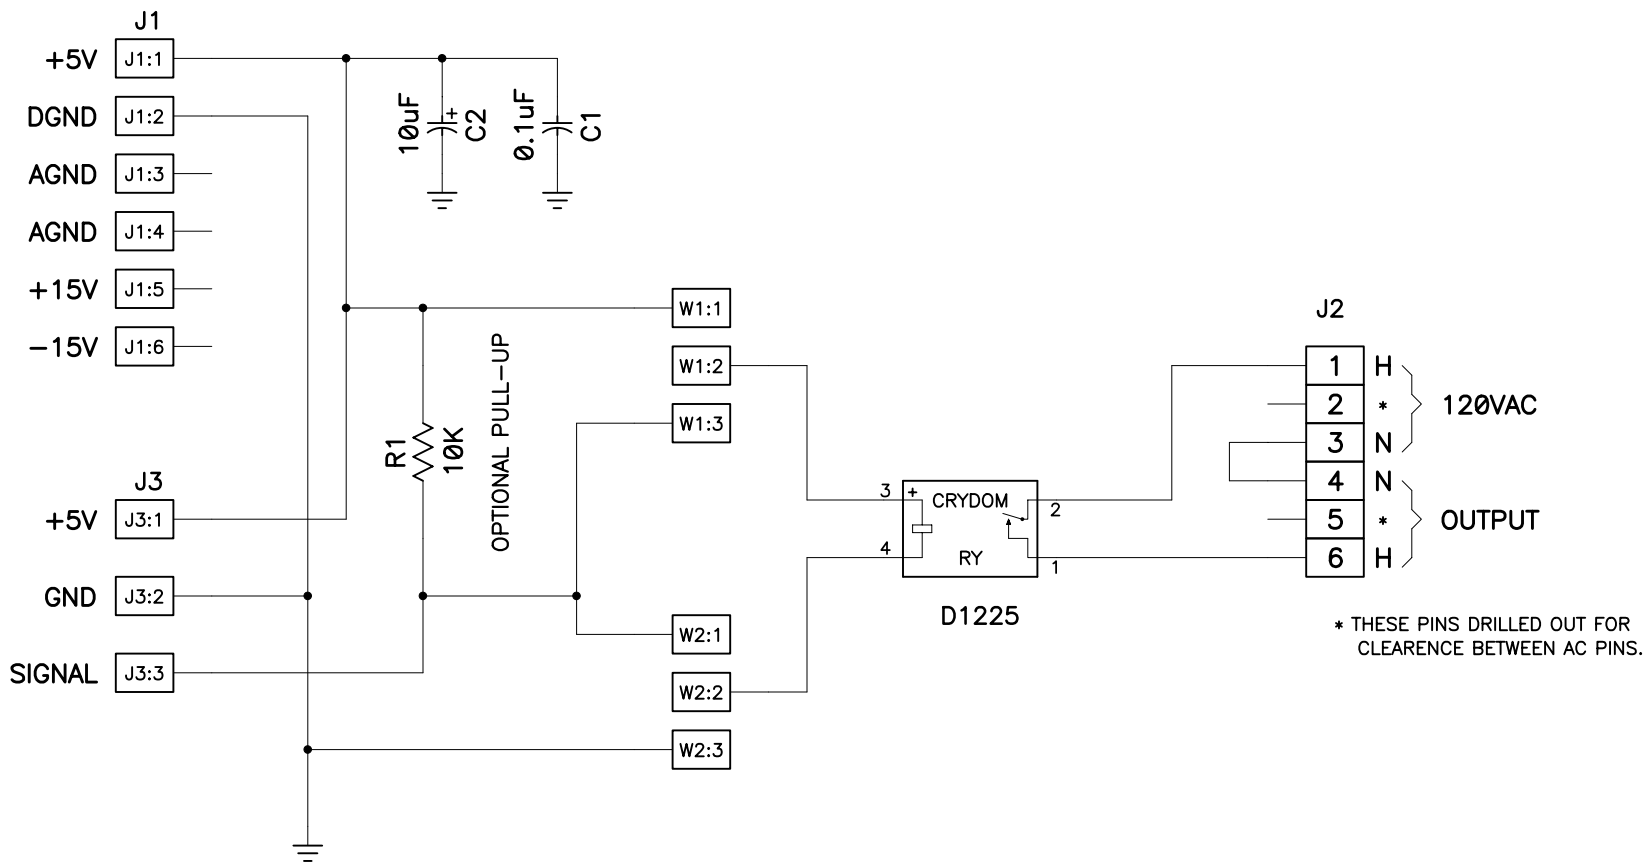 J1
+5V J1:1
DGND J1:2
AGND J1:3
AGND J1:4
+15V J1:5
-15V J1:6
10uF
+
C2
0.1uF
C1
J3
+5V J3:1
GND J3:2
SIGNAL J3:3
R1
10K
OPTIONAL PULL-UP
W1:1
W1:2
W1:3
W2:1
W2:2
W2:3
3 + CRYDOM 2
4 RY 1
D1225
J2
1 H
2 *
3 N
120VAC
4 N
5 *
6 H
OUTPUT
* THESE PINS DRILLED OUT FOR
CLEARENCE BETWEEN AC PINS.